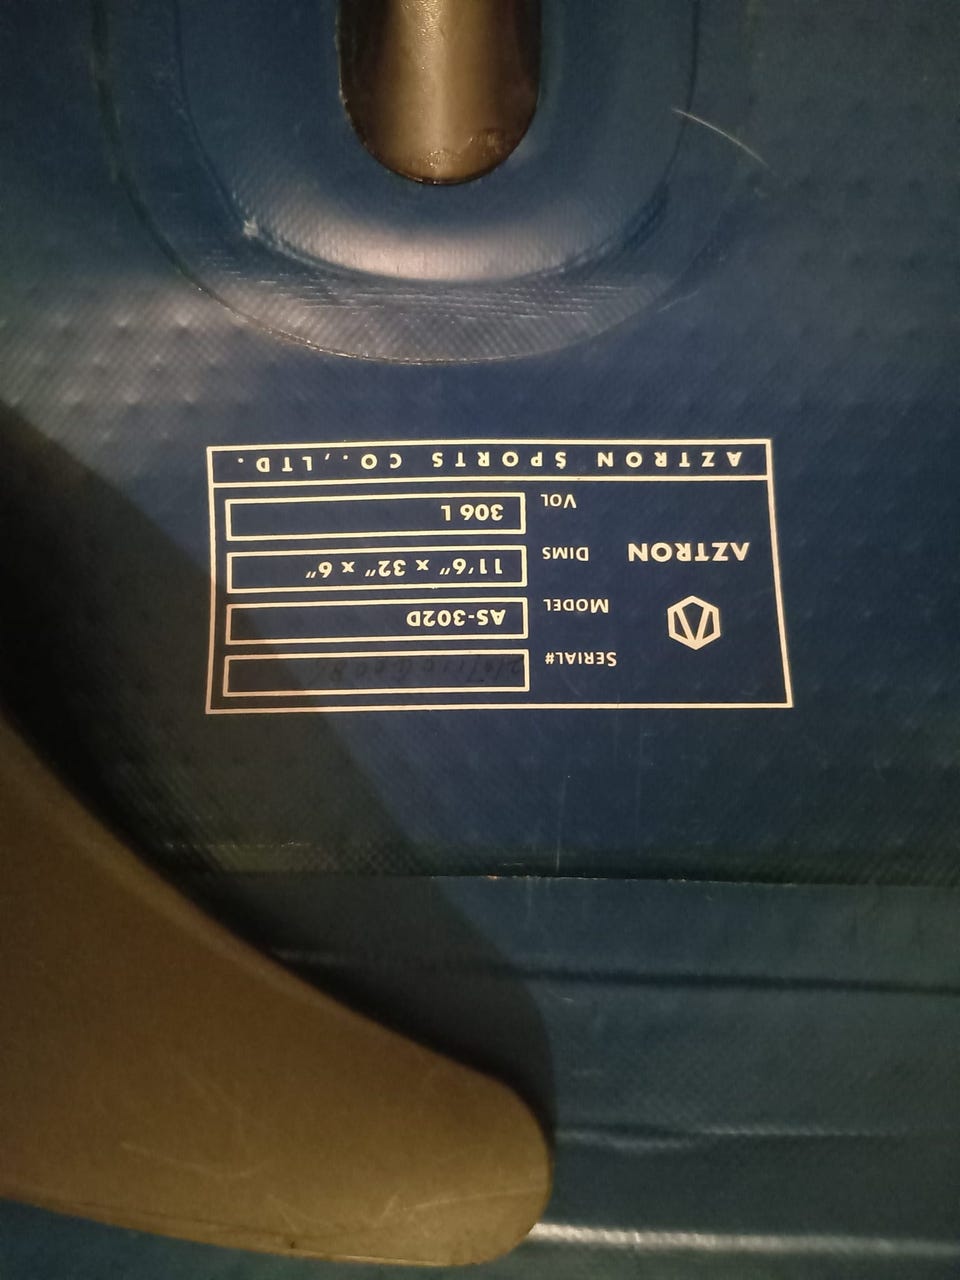 AZTRON
SERIAL#
MODEL AS-302D
DIMS 11'6" x 32" x 6"
VOL 306 L
AZTRON SPORTS CO., LTD.